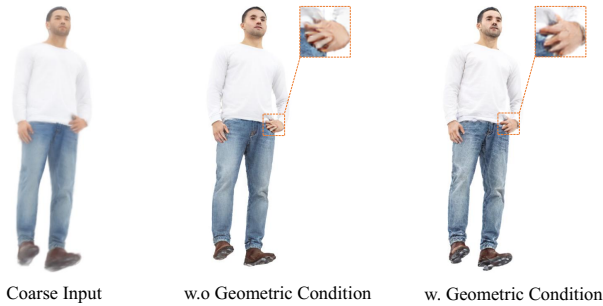 Coarse Input
w.o Geometric Condition
w. Geometric Condition